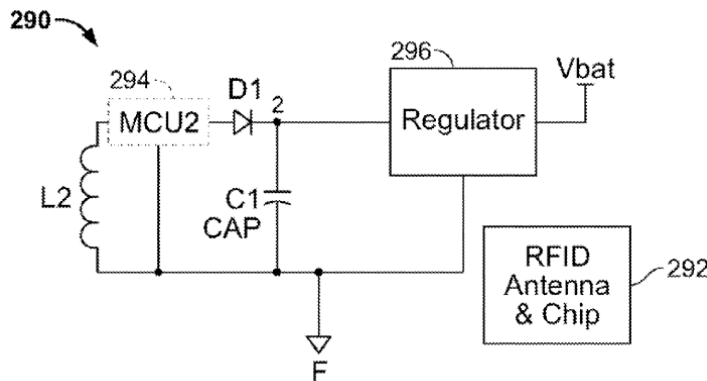 290
294
MCU2
D1
2
296
Regulator
Vbat
L2
C1
CAP
RFID
Antenna
& Chip
292
F